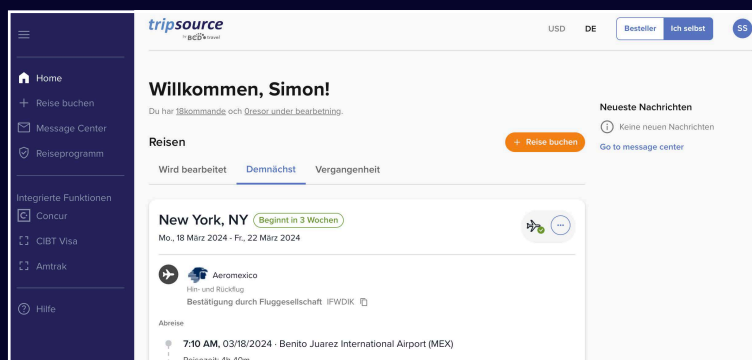 tripsource
by BCD travel
USD
DE
Besteller
Ich selbst
SS
Home
Reise buchen
Message Center
Reiseprogramm
Integrierte Funktionen
C Concur
CIBT Visa
Amtrak
Hilfe
Willkommen, Simon!
Du har 18kommande och 0resor under bearbetning.
Reisen
+ Reise buchen
Wird bearbeitet
Demnächst
Vergangenheit
New York, NY
Beginnt in 3 Wochen
Mo., 18 März 2024 - Fr., 22 März 2024
Aeromexico
Hin- und Rückflug
Bestätigung durch Fluggesellschaft IFWDIK
Abreise
7:10 AM, 03/18/2024 · Benito Juarez International Airport (MEX)
Reisezeit: 4h 40m
Neueste Nachrichten
Keine neuen Nachrichten
Go to message center